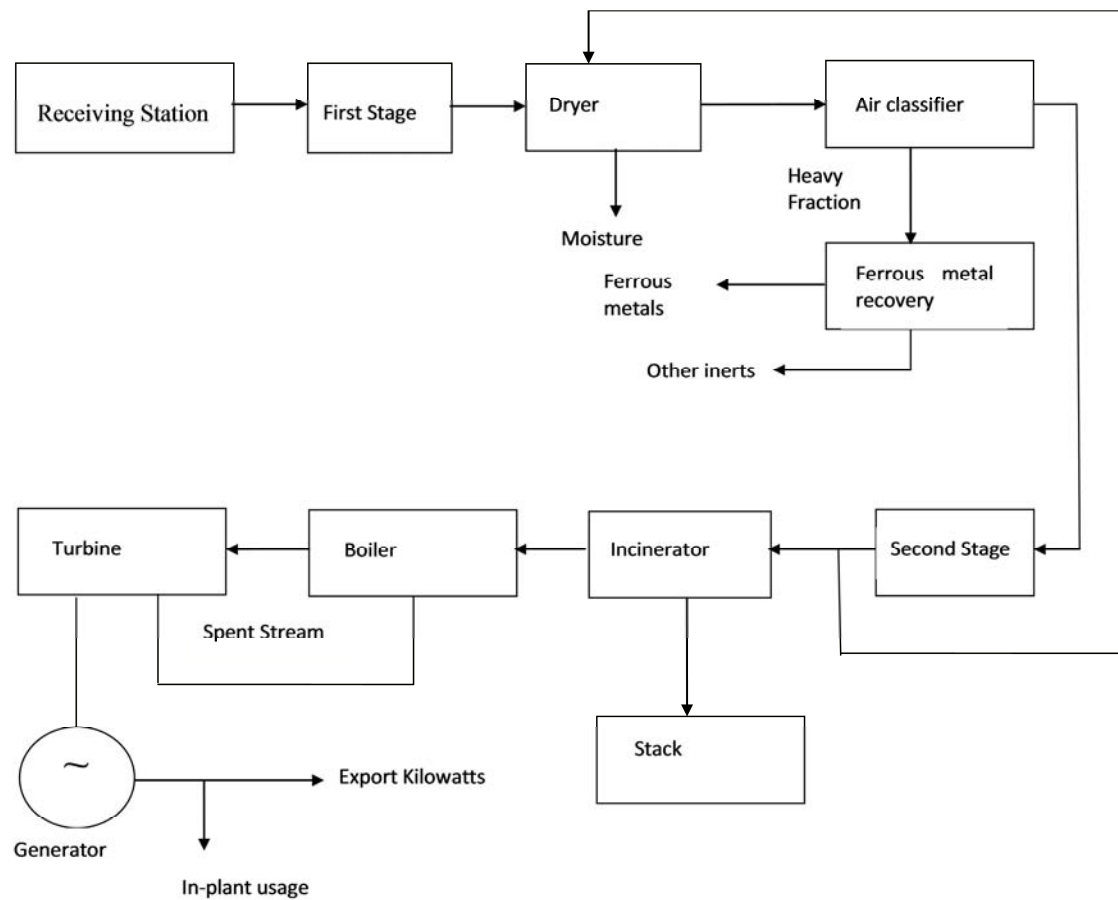 Receiving Station
First Stage
Dryer
Air classifier
Heavy
Fraction
Moisture
Ferrous
metals
Ferrous metal
recovery
Other inerts
Turbine
Boiler
Incinerator
Second Stage
Spent Stream
Stack
~
Export Kilowatts
Generator
In-plant usage